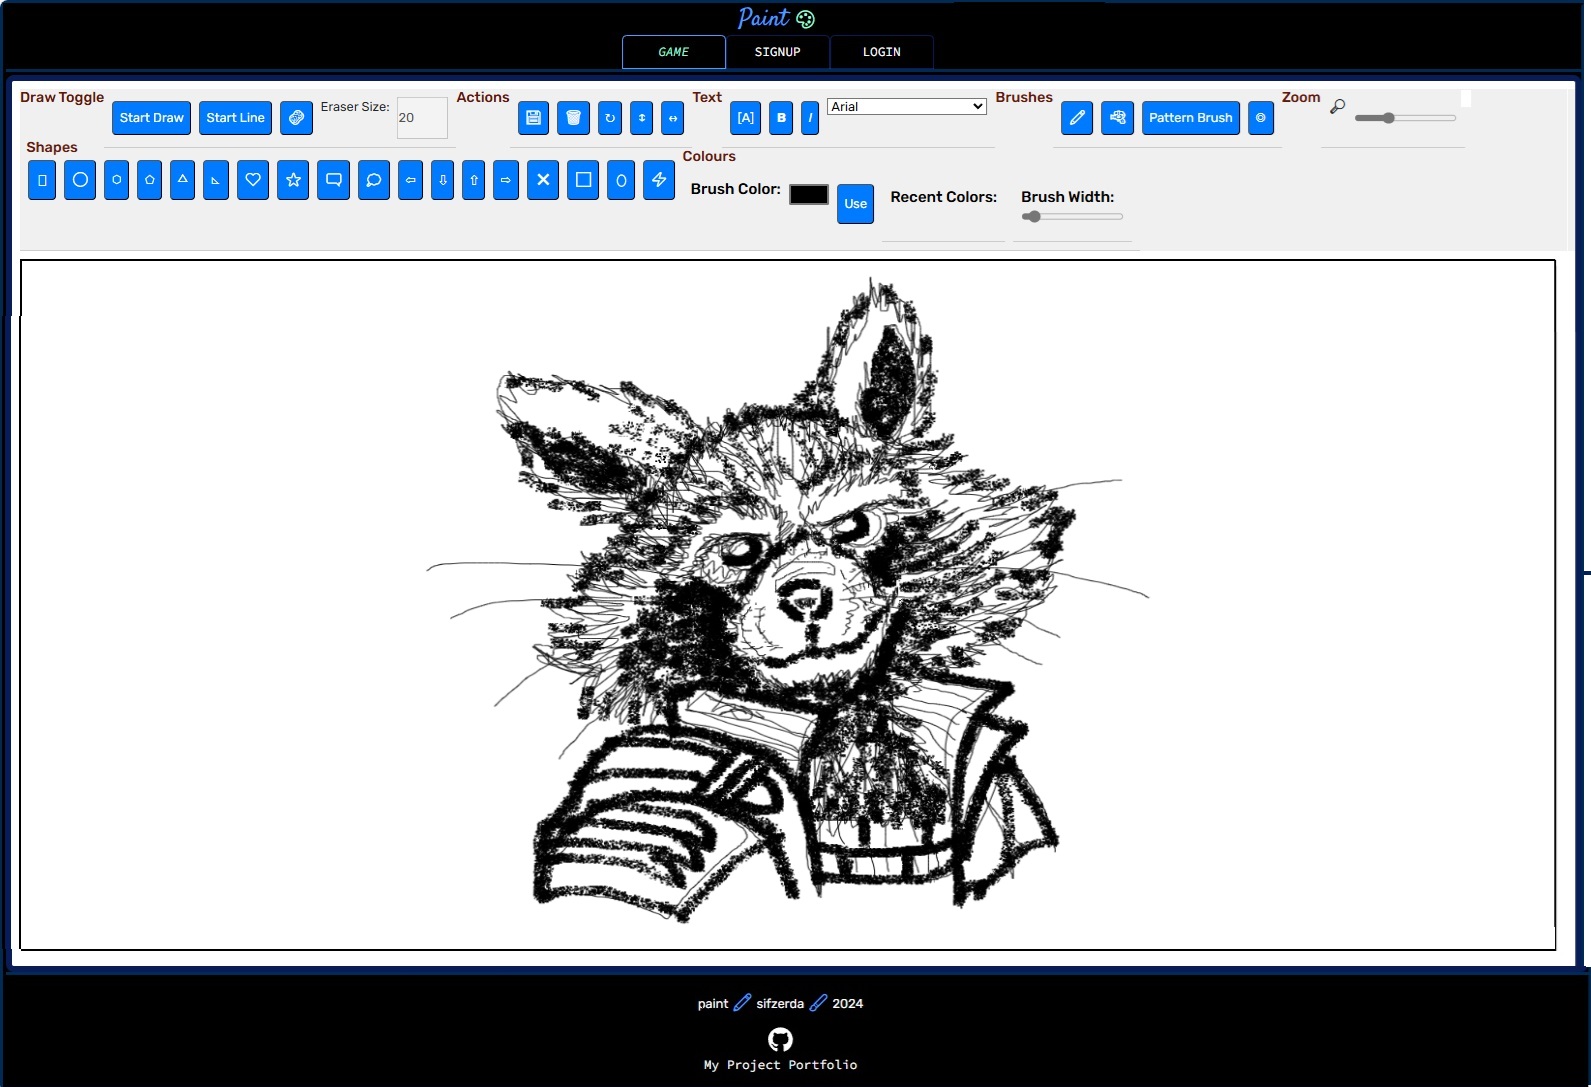 Paint
GAME SIGNUP LOGIN
Draw Toggle Start Draw Start Line Eraser Size: 20 Actions Text [A] B I Arial Brushes Pattern Brush Zoom
Shapes
Colours
Brush Color: Use Recent Colors: Brush Width:
paint sifzerda 2024
My Project Portfolio